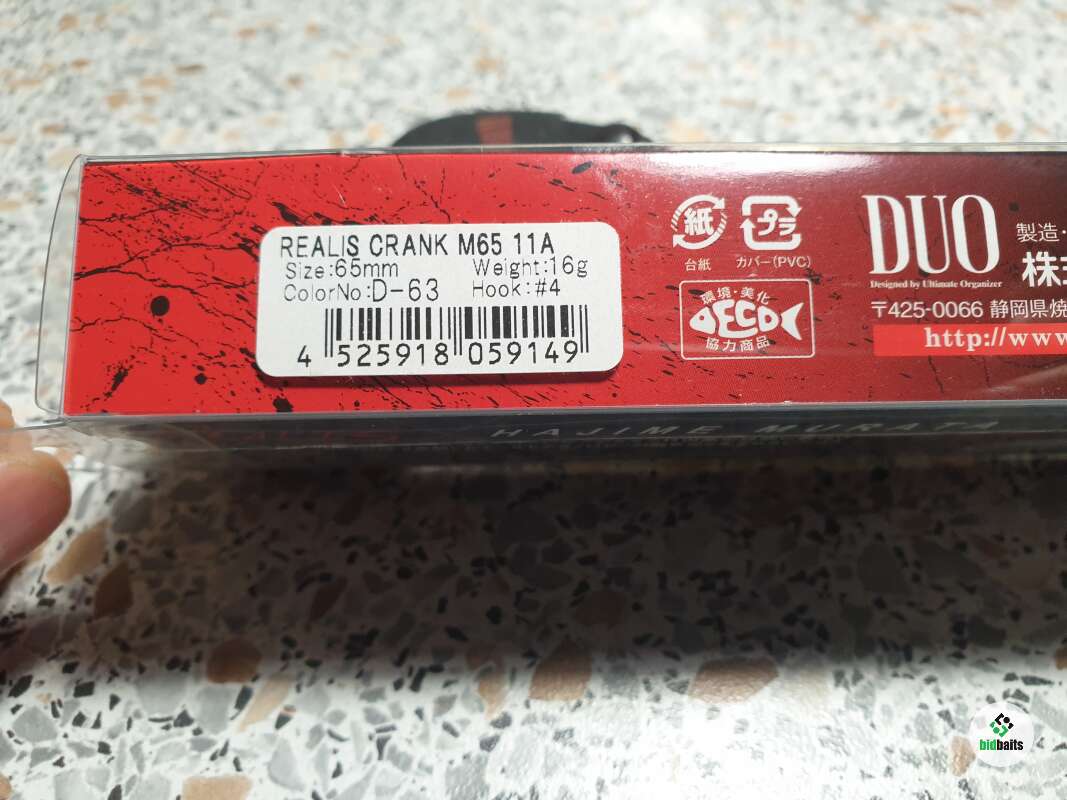 REALIS CRANK M65 11A
Size:65mm Weight:16g
ColorNo:D-63 Hook:#4
4 525918 059149
紙
台紙
プラ
カバー(PVC)
環境・美化
ECO
協力商品
DUO
Designed by Ultimate Organizer
製造・
株式
〒425-0066 静岡県焼
http://www
HAJIME MURATA
bidbaits